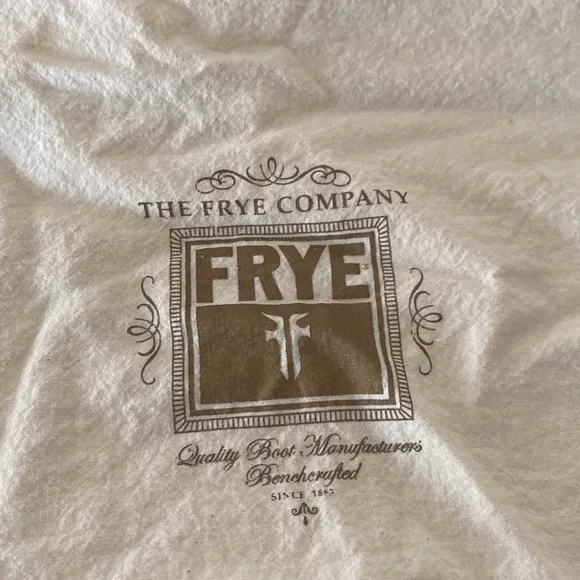 THE FRYE COMPANY
FRYE
Quality Boot Manufacturers
Benchcrafted
SINCE 1863